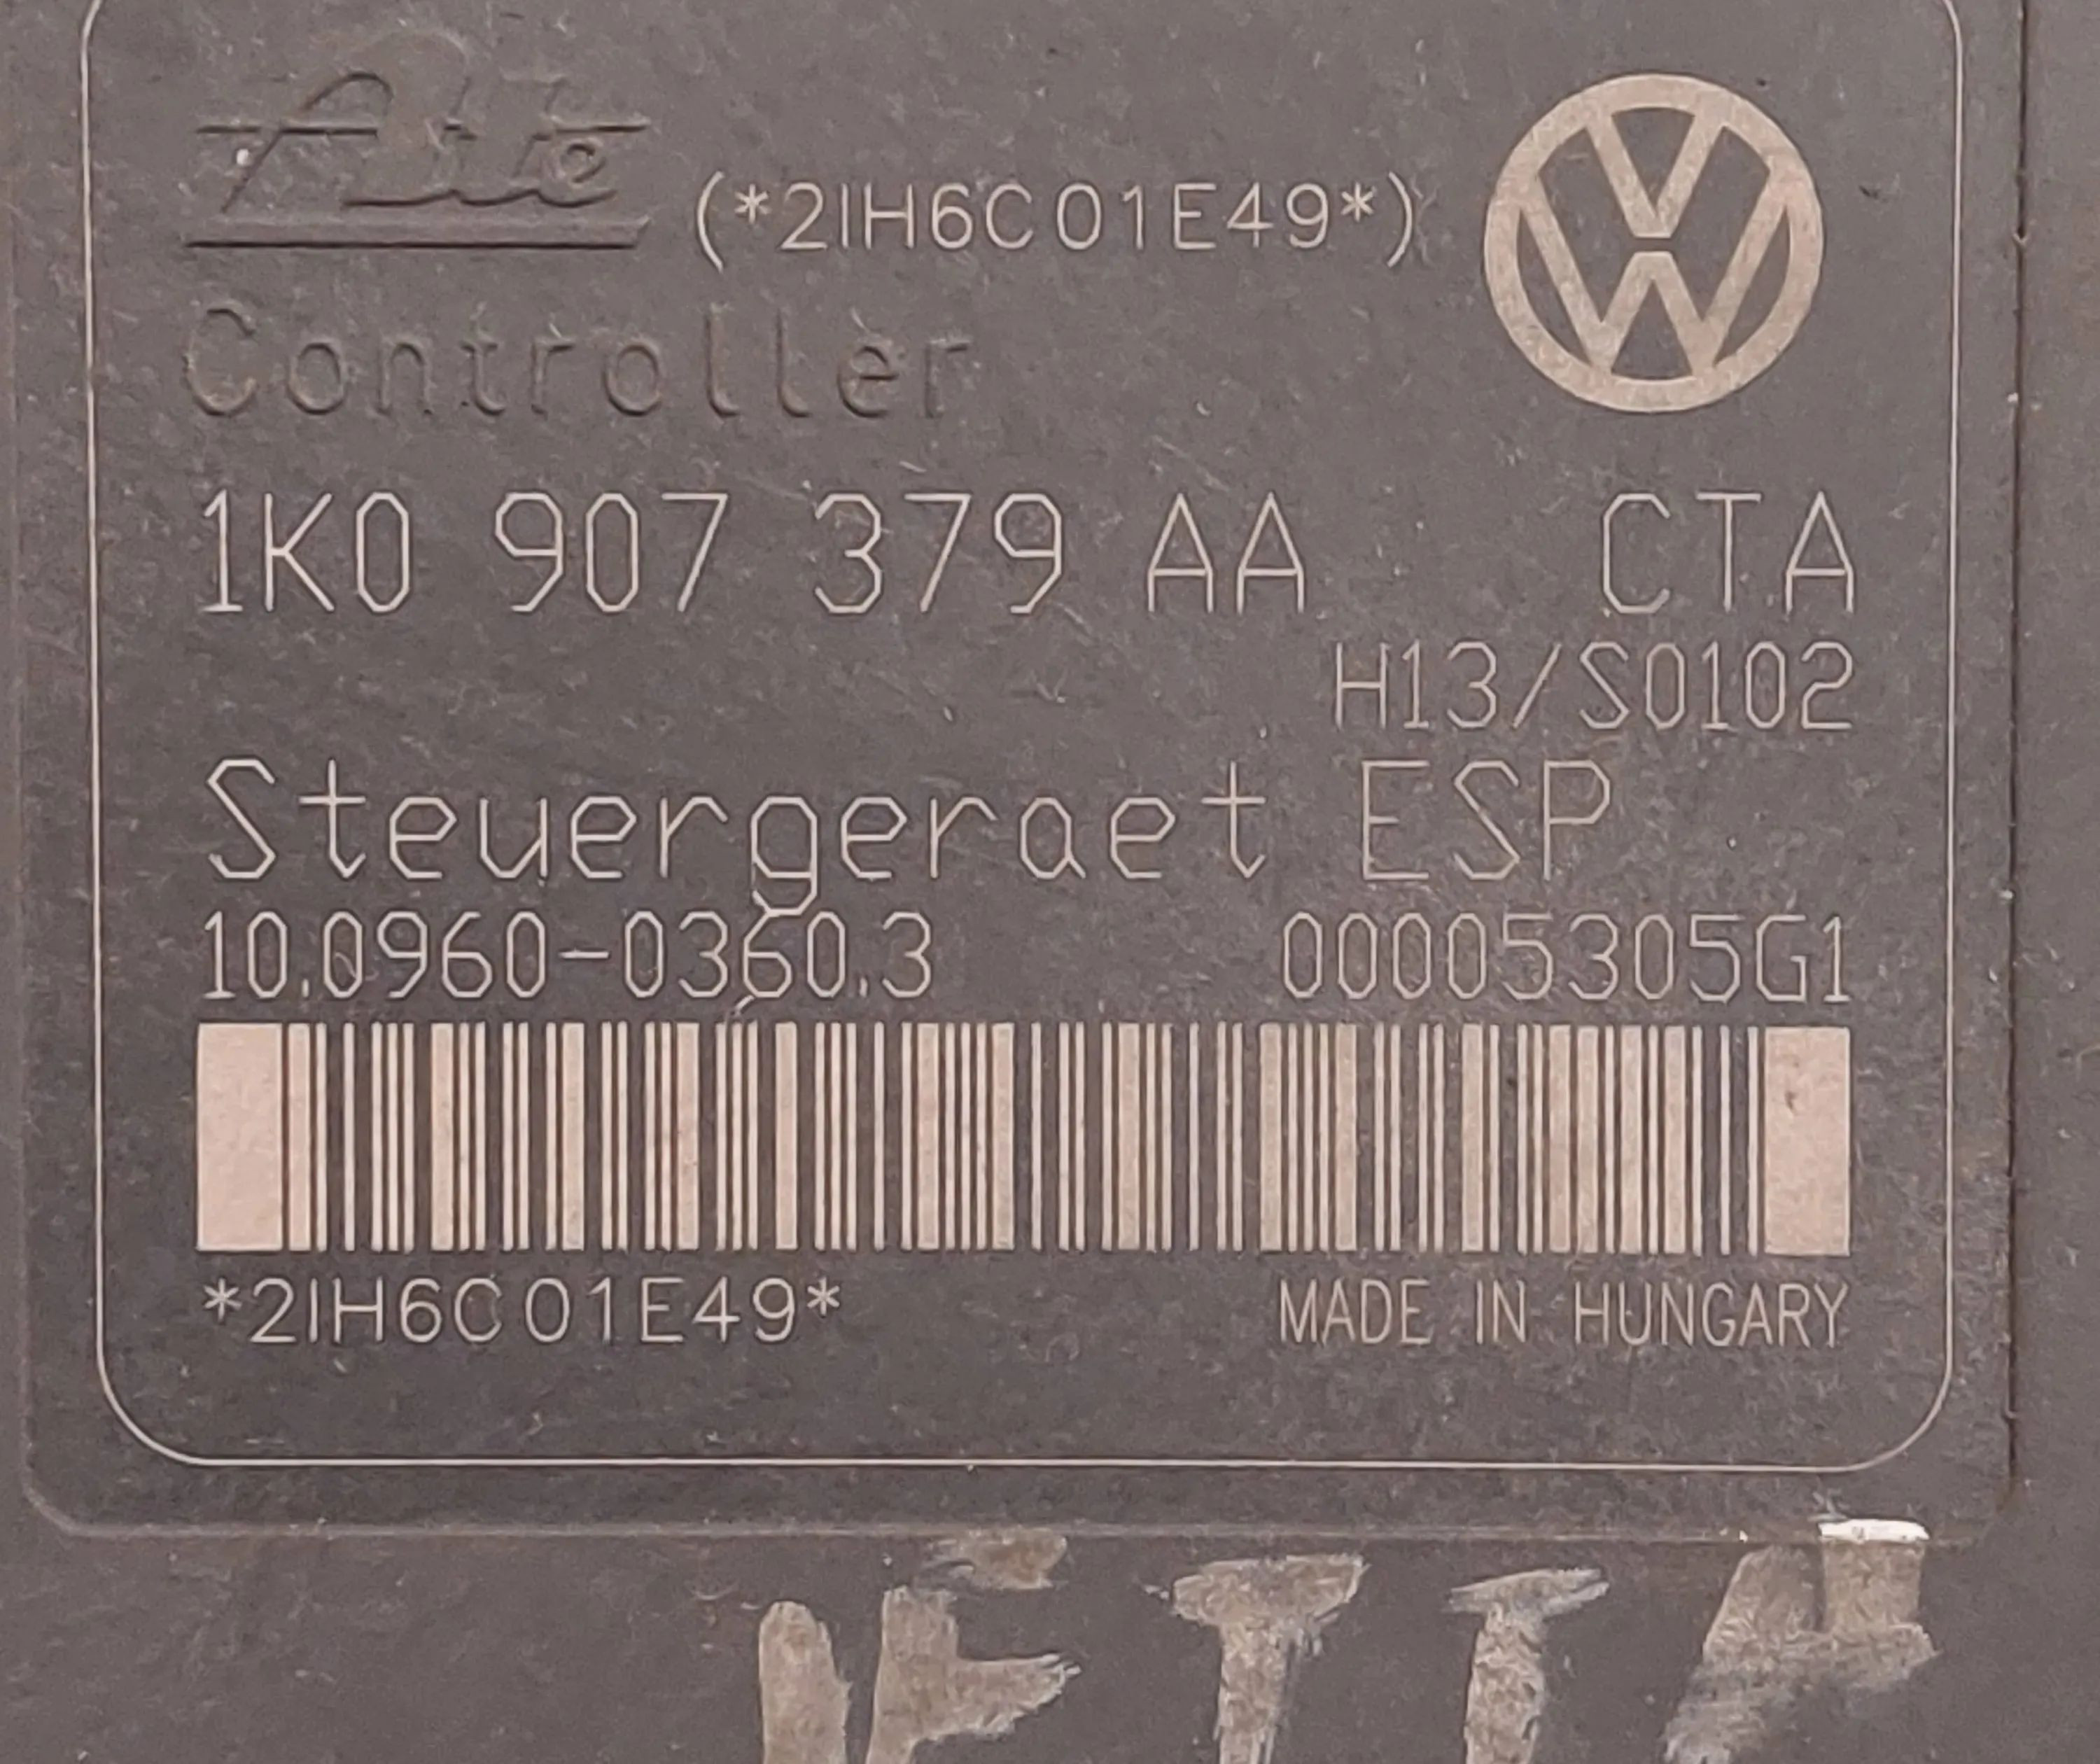 Ate (*2IH6C01E49*)
Controller
1K0 907 379 AA CTA
H13/S0102
Steuergeraet ESP
10.0960-0360.3 00005305G1
*2IH6C01E49* MADE IN HUNGARY
JETTA